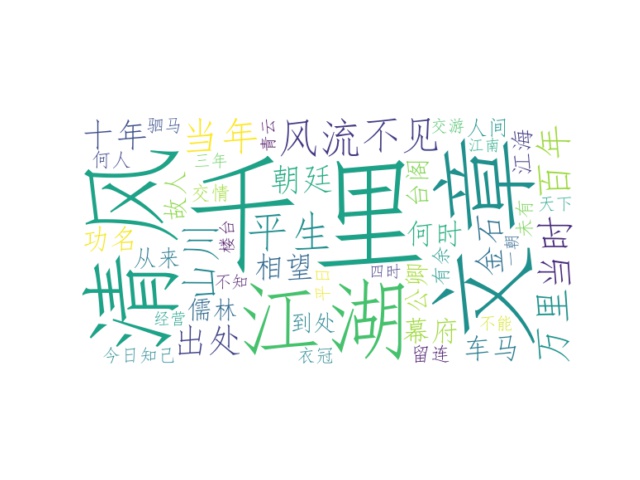 十年
驷马
当年
青云
风流
不见
交游
人间
何人
三年
江南
江海
百年
清风
故人
交情
千里
朝廷
台阁
文章
未有
天下
功名
山川
楼台
平生
何时
金石
一朝
当时
从来
不知
相望
平日
四时
公卿
有余
儒林
经营
江湖
到处
幕府
不能
万里
今日
知己
出处
衣冠
留连
车马